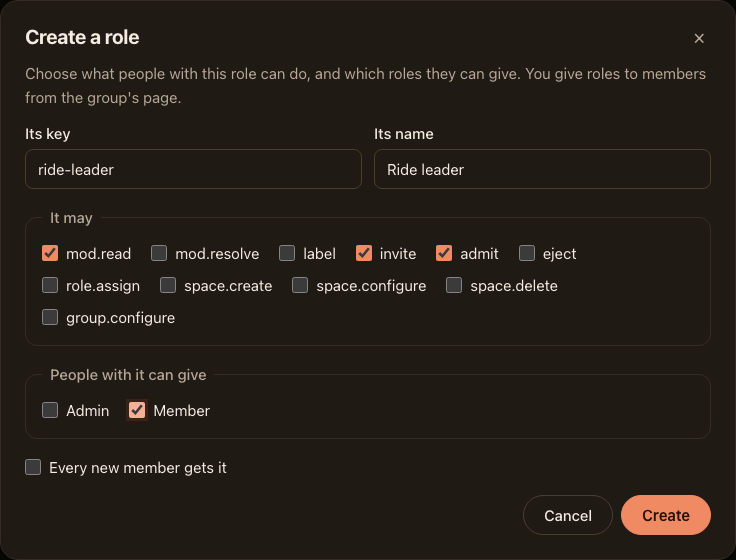 Create a role
×
Choose what people with this role can do, and which roles they can give. You give roles to members
from the group's page.
Its key
Its name
ride-leader
Ride leader
It may
mod.read mod.resolve label invite admit eject
role.assign space.create space.configure space.delete
group.configure
People with it can give
Admin Member
Every new member gets it
Cancel Create